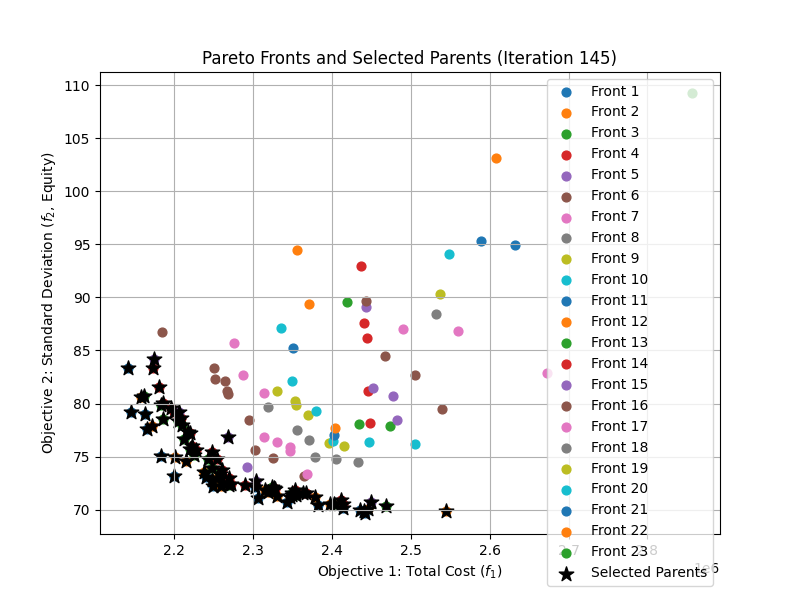 Pareto Fronts and Selected Parents (Iteration 145)
Objective 2: Standard Deviation (f₂, Equity)
110
105
100
95
90
85
80
75
70
2.2
2.3
2.4
2.5
2.6
2.7
2.8
1e6
Objective 1: Total Cost (f₁)
Front 1
Front 2
Front 3
Front 4
Front 5
Front 6
Front 7
Front 8
Front 9
Front 10
Front 11
Front 12
Front 13
Front 14
Front 15
Front 16
Front 17
Front 18
Front 19
Front 20
Front 21
Front 22
Front 23
Selected Parents